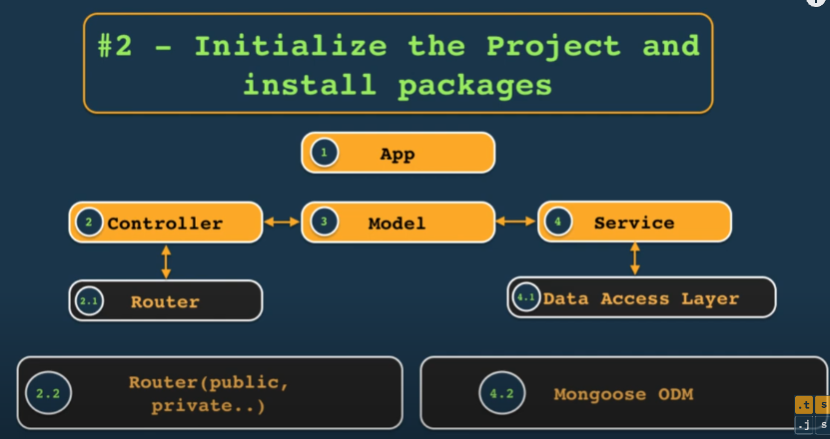 #2 - Initialize the Project and
install packages
1 App
2 Controller
3 Model
4 Service
2.1 Router
4.1 Data Access Layer
2.2 Router(public,
private..)
4.2 Mongoose ODM
.t s
.j s